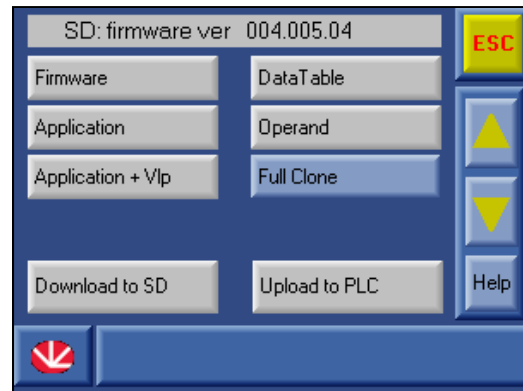 SD: firmware ver 004.005.04
ESC
Firmware
DataTable
Application
Operand
Application + Vlp
Full Clone
Download to SD
Upload to PLC
Help